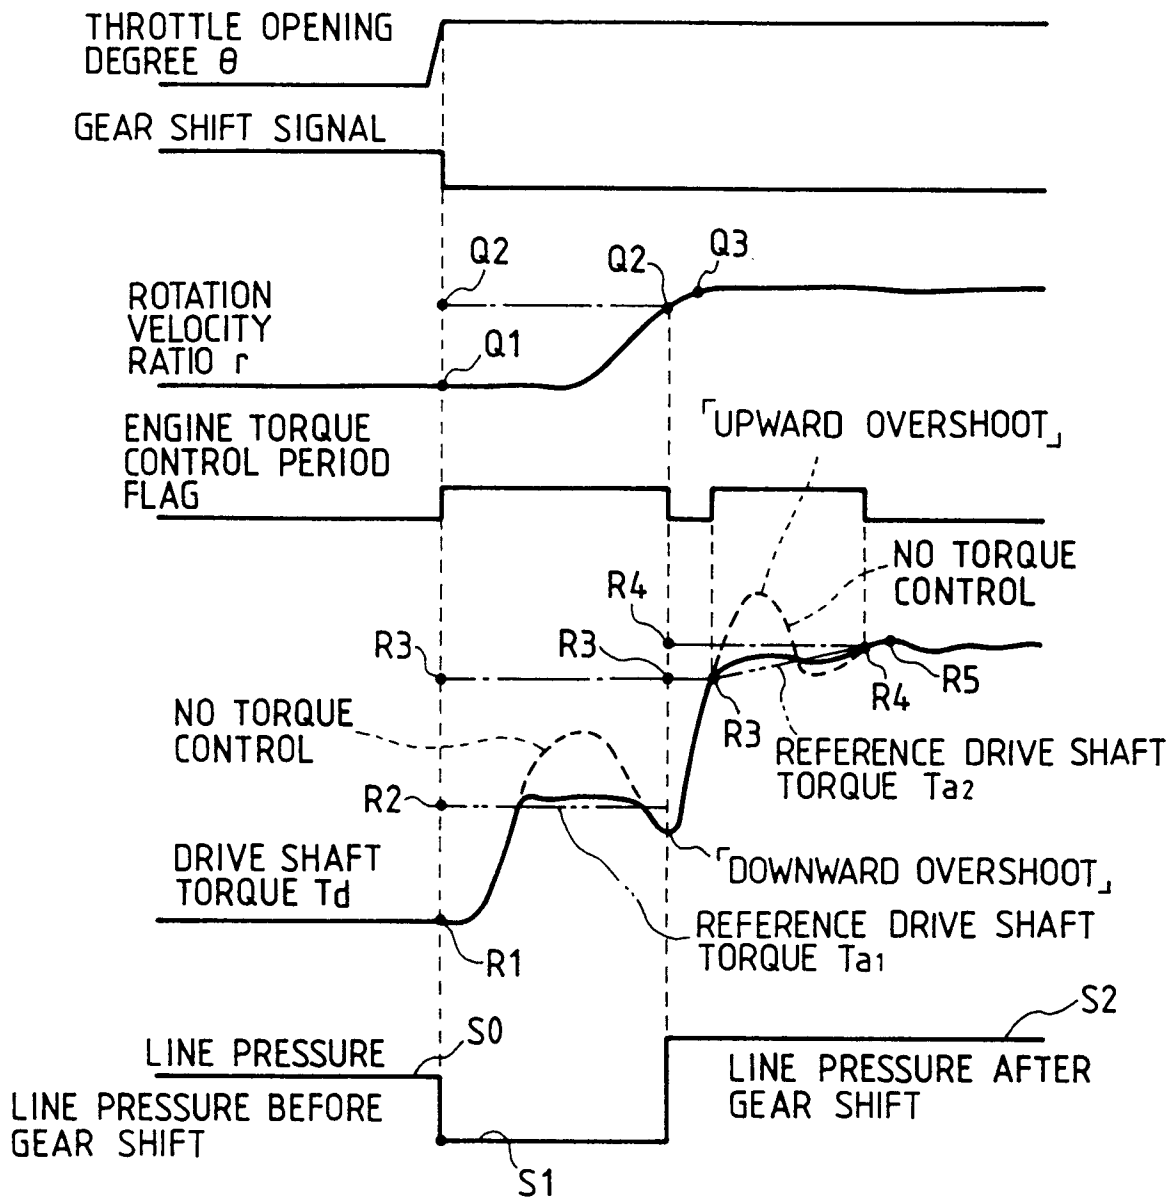 THROTTLE OPENING
DEGREE θ
GEAR SHIFT SIGNAL
Q2
Q2
Q3
ROTATION
VELOCITY
RATIO r
Q1
「UPWARD OVERSHOOT」
ENGINE TORQUE
CONTROL PERIOD
FLAG
NO TORQUE
CONTROL
R4
R3
R3
R4
R5
R3
NO TORQUE
CONTROL
REFERENCE DRIVE SHAFT
TORQUE Ta2
R2
DRIVE SHAFT
TORQUE Td
「DOWNWARD OVERSHOOT」
REFERENCE DRIVE SHAFT
TORQUE Ta1
R1
S2
S0
LINE PRESSURE
LINE PRESSURE AFTER
GEAR SHIFT
LINE PRESSURE BEFORE
GEAR SHIFT
S1